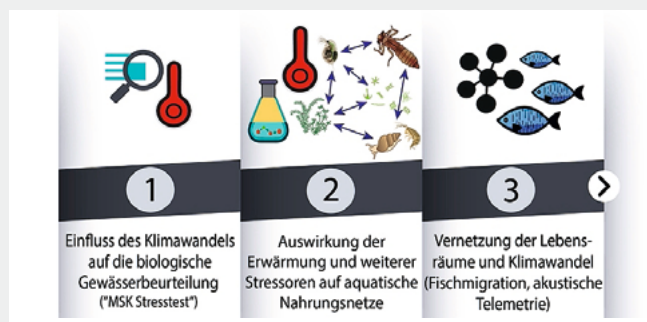 1
Einfluss des Klimawandels
auf die biologische
Gewässerbeurteilung
("MSK Stresstest")
2
Auswirkung der
Erwärmung und weiterer
Stressoren auf aquatische
Nahrungsnetze
3
Vernetzung der Lebens-
räume und Klimawandel
(Fischmigration, akustische
Telemetrie)